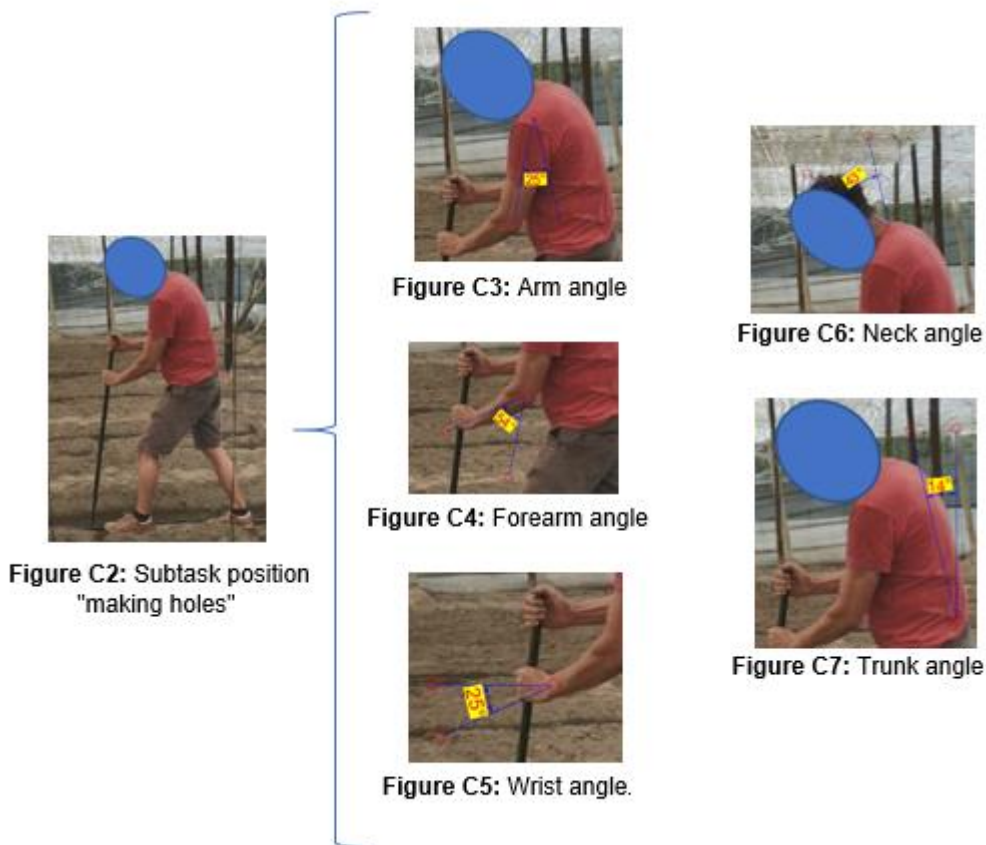 Figure C2: Subtask position
"making holes"
Figure C3: Arm angle
Figure C4: Forearm angle
25°
Figure C5: Wrist angle.
43°
Figure C6: Neck angle
14°
Figure C7: Trunk angle